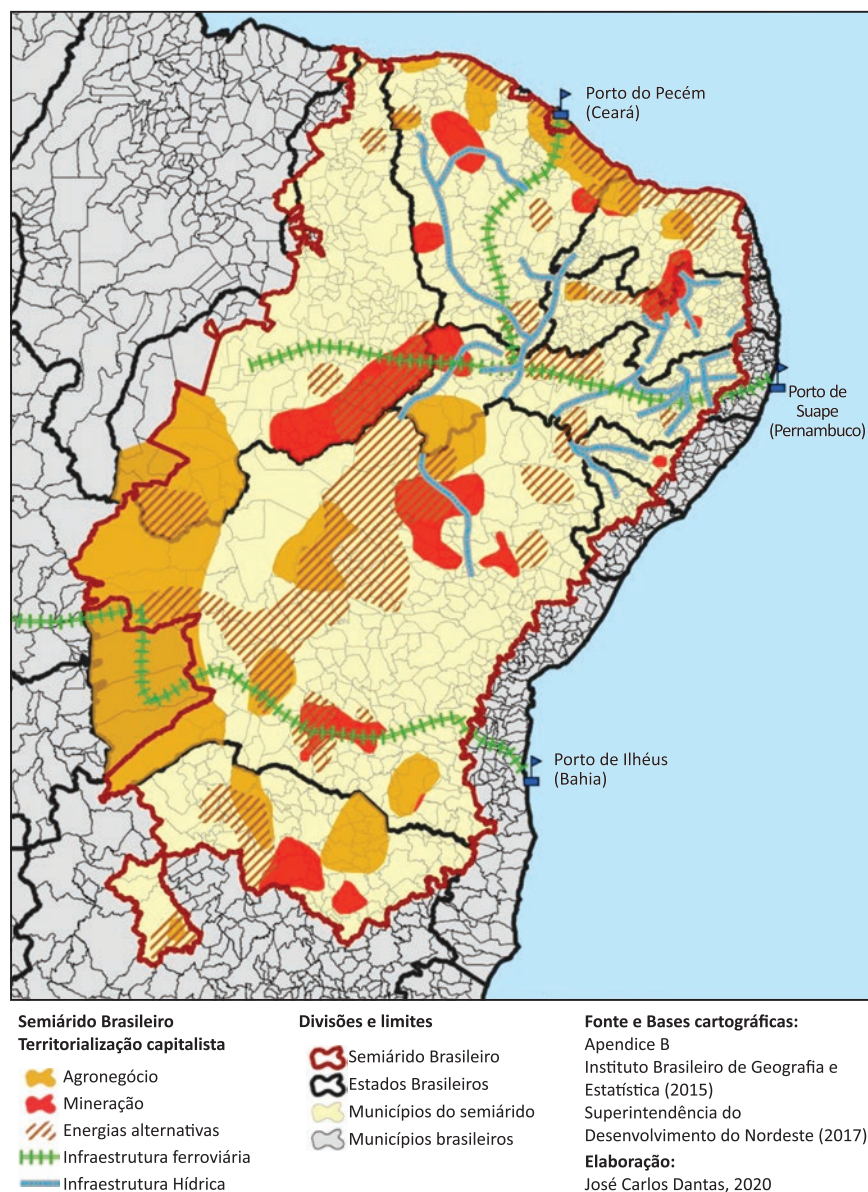 Porto do Pecém
(Ceará)
Porto de
Suape
(Pernambuco)
Porto de Ilhéus
(Bahia)
Semiárido Brasileiro
Territorialização capitalista
Agronegócio
Mineração
Energias alternativas
Infraestrutura ferroviária
Infraestrutura Hídrica
Divisões e limites
Semiárido Brasileiro
Estados Brasileiros
Municípios do semiárido
Municípios brasileiros
Fonte e Bases cartográficas:
Apendice B
Instituto Brasileiro de Geografia e
Estatística (2015)
Superintendência do
Desenvolvimento do Nordeste (2017)
Elaboração:
José Carlos Dantas, 2020